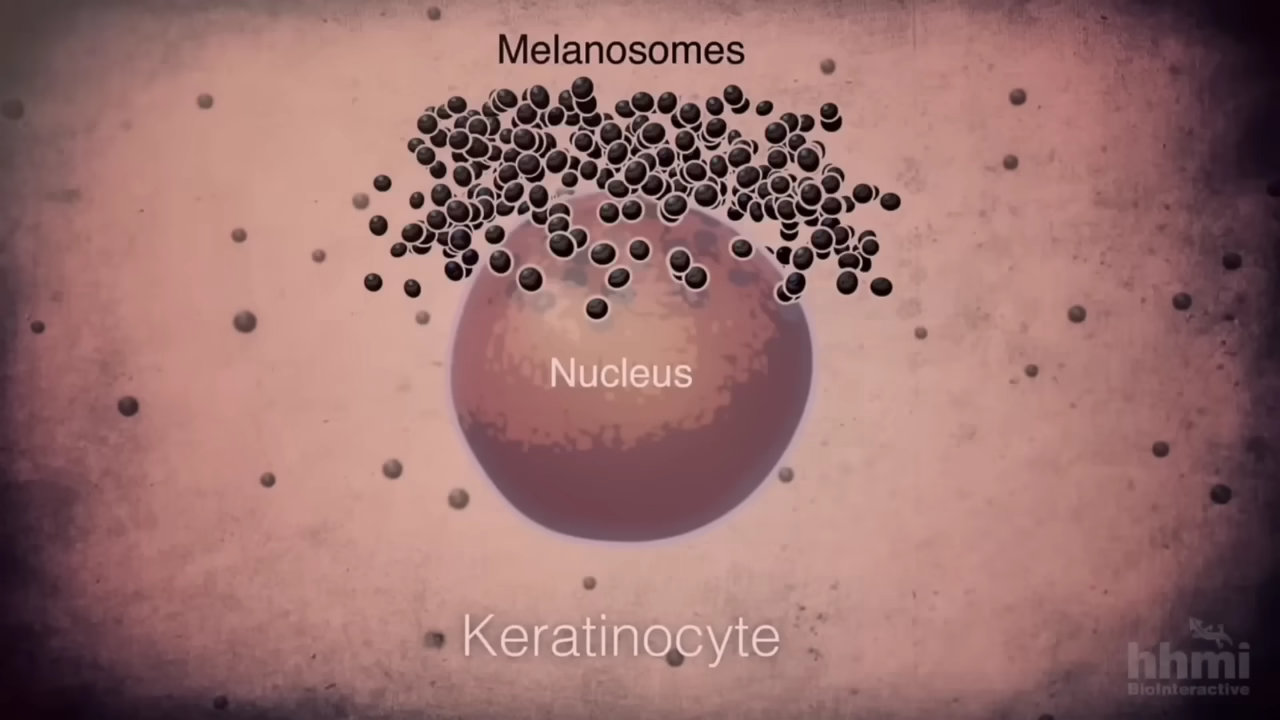 Melanosomes
Nucleus
Keratinocyte
hhmi
BioInteractive